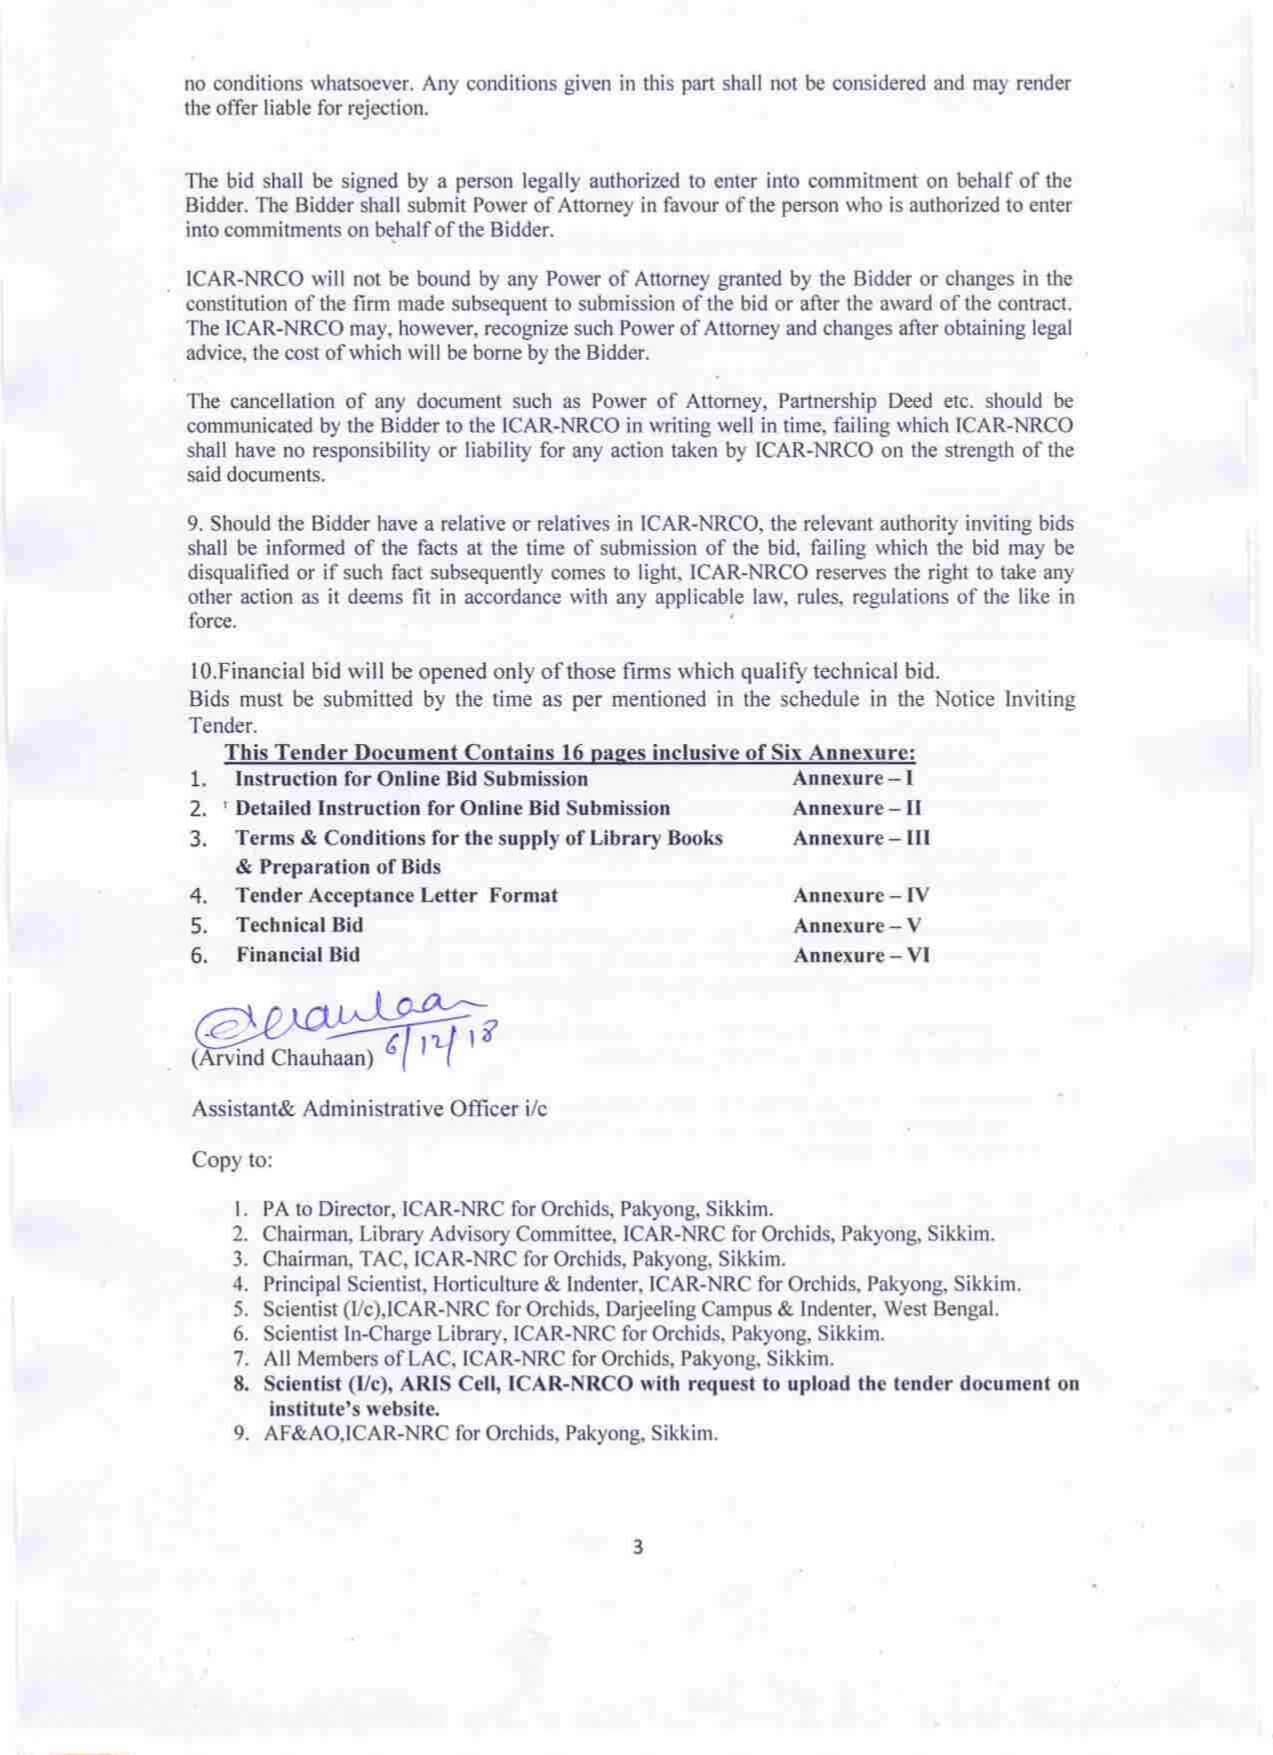 no conditions whatsoever. Any conditions given in this part shall not be considered and may render
the offer liable for rejection.
The bid shall be signed by a person legally authorized to enter into commitment on behalf of the
Bidder. The Bidder shall submit Power of Attorney in favour of the person who is authorized to enter
into commitments on behalf of the Bidder.
ICAR-NRCO will not be bound by any Power of Attorney granted by the Bidder or changes in the
constitution of the firm made subsequent to submission of the bid or after the award of the contract.
The ICAR-NRCO may, however, recognize such Power of Attorney and changes after obtaining legal
advice, the cost of which will be borne by the Bidder.
The cancellation of any document such as Power of Attorney, Partnership Deed etc. should be
communicated by the Bidder to the ICAR-NRCO in writing well in time, failing which ICAR-NRCO
shall have no responsibility or liability for any action taken by ICAR-NRCO on the strength of the
said documents.
9. Should the Bidder have a relative or relatives in ICAR-NRCO, the relevant authority inviting bids
shall be informed of the facts at the time of submission of the bid, failing which the bid may be
disqualified or if such fact subsequently comes to light, ICAR-NRCO reserves the right to take any
other action as it deems fit in accordance with any applicable law, rules, regulations of the like in
force.
10.Financial bid will be opened only of those firms which qualify technical bid.
Bids must be submitted by the time as per mentioned in the schedule in the Notice Inviting
Tender.
This Tender Document Contains 16 pages inclusive of Six Annexure:
1. Instruction for Online Bid Submission Annexure – I
2. Detailed Instruction for Online Bid Submission Annexure – II
3. Terms & Conditions for the supply of Library Books Annexure – III
& Preparation of Bids
4. Tender Acceptance Letter Format Annexure – IV
5. Technical Bid Annexure – V
6. Financial Bid Annexure – VI
6/12/18
(Arvind Chauhaan)
Assistant& Administrative Officer i/c
Copy to:
1. PA to Director, ICAR-NRC for Orchids, Pakyong, Sikkim.
2. Chairman, Library Advisory Committee, ICAR-NRC for Orchids, Pakyong, Sikkim.
3. Chairman, TAC, ICAR-NRC for Orchids, Pakyong, Sikkim.
4. Principal Scientist, Horticulture & Indenter, ICAR-NRC for Orchids, Pakyong, Sikkim.
5. Scientist (I/c),ICAR-NRC for Orchids, Darjeeling Campus & Indenter, West Bengal.
6. Scientist In-Charge Library, ICAR-NRC for Orchids, Pakyong, Sikkim.
7. All Members of LAC, ICAR-NRC for Orchids, Pakyong, Sikkim.
8. Scientist (I/c), ARIS Cell, ICAR-NRCO with request to upload the tender document on
institute's website.
9. AF&AO,ICAR-NRC for Orchids, Pakyong, Sikkim.
3